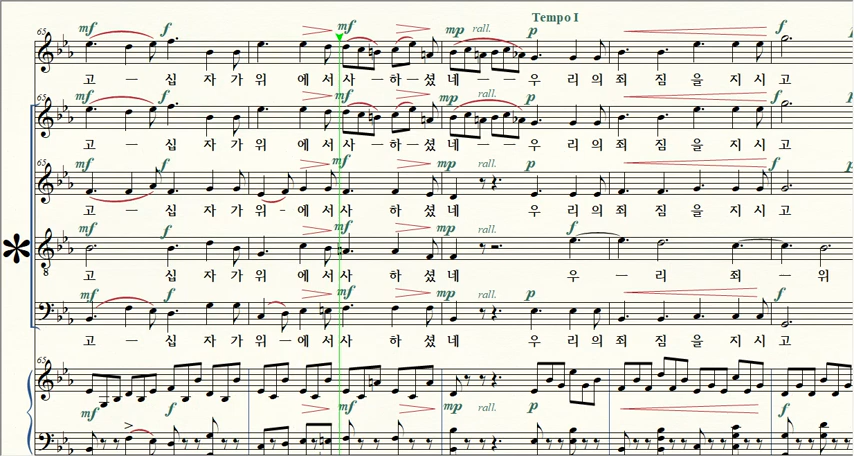 Tempo I
65 mf f mf mp rall. p f
고 — 십 자 가 위 에 서 사 — 하 — 셨 네 — — 우 리 의 죄 짐 을 지 시 고
65 mf f mf mp rall. p f
고 — 십 자 가 위 에 서 사 — 하 — 셨 네 — — 우 리 의 죄 짐 을 지 시 고
65 mf f mf mp rall. p f
고 — 십 자 가 위 - 에 서 사 하 셨 네 우 리 의 죄 짐 을 지 시 고
65 mf f mf mp rall. f
8
고 십 자 가 위 에 서 사 하 셨 네 우 — 리 죄 — 위
mf f mf mp rall. p f
고 — 십 자 가 위 — 에 서 사 하 셨 네 우 리 의 죄 짐 을 지 시 고
65
mf f mf mp rall. p f